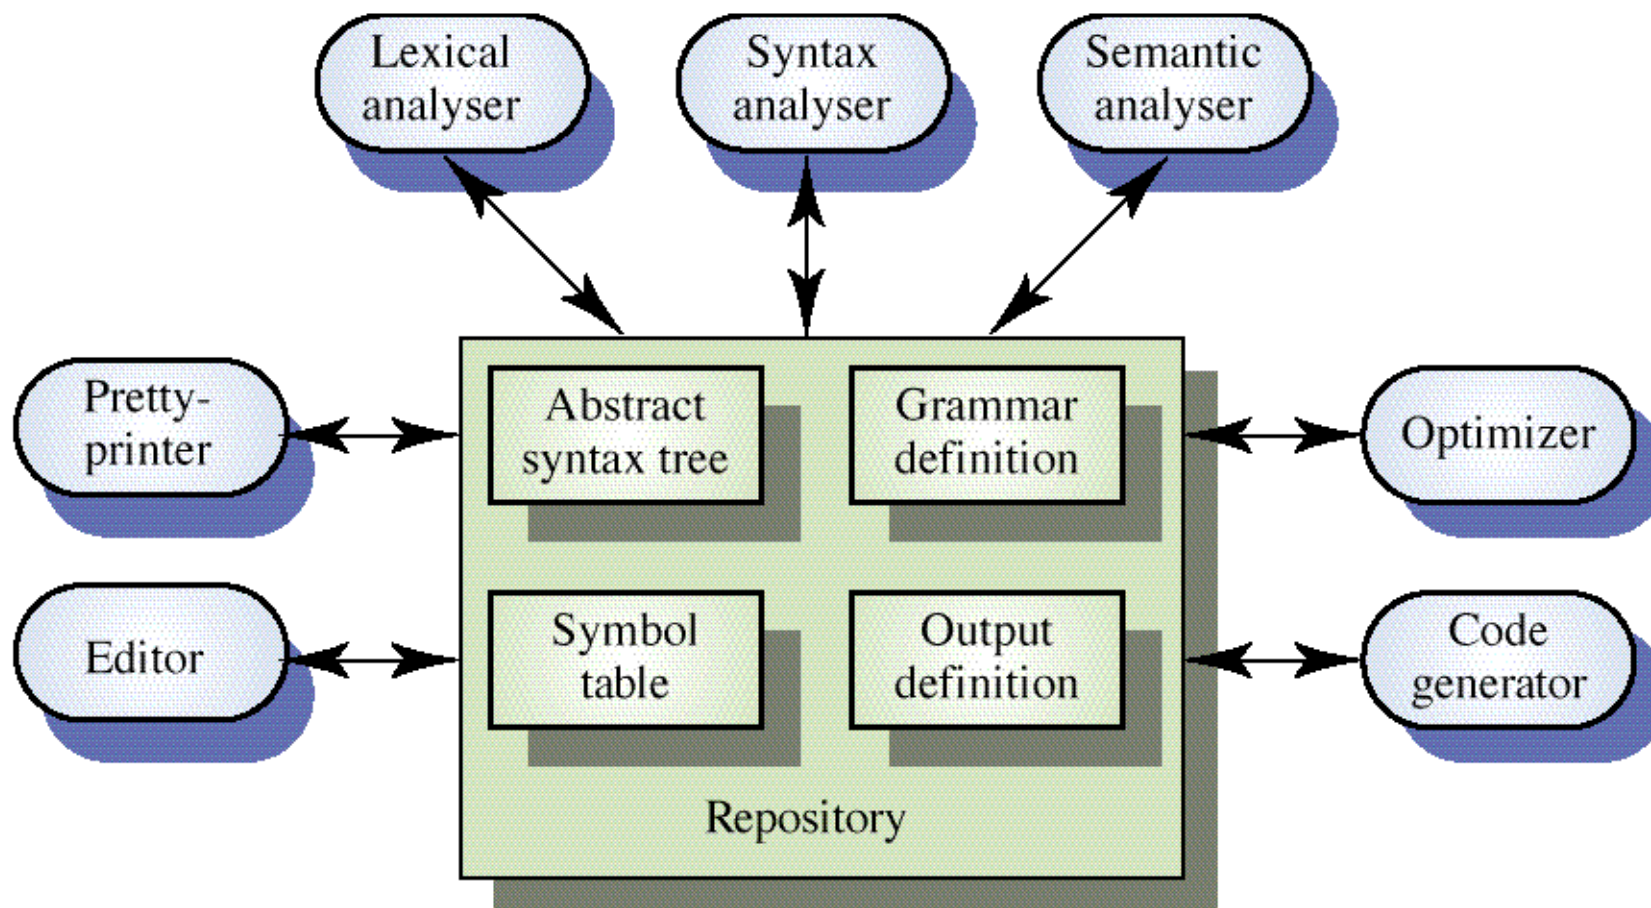 Lexical
analyser
Syntax
analyser
Semantic
analyser
Pretty-
printer
Abstract
syntax tree
Grammar
definition
Optimizer
Editor
Symbol
table
Output
definition
Code
generator
Repository